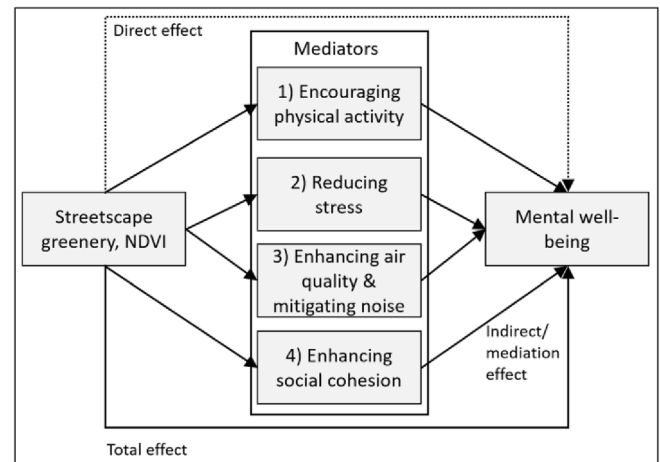 Direct effect
Mediators
1) Encouraging
physical activity
2) Reducing
stress
Streetscape
greenery, NDVI
Mental well-
being
3) Enhancing air
quality &
mitigating noise
4) Enhancing
social cohesion
Indirect/
mediation
effect
Total effect